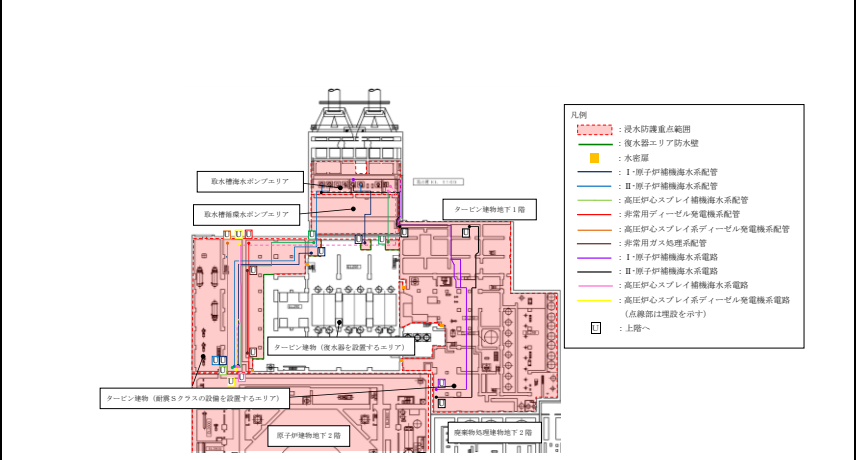 取水槽海水ポンプエリア
取水槽循環水ポンプエリア
タービン建物地下１階
タービン建物（復水器を設置するエリア）
タービン建物（耐震Ｓクラスの設備を設置するエリア）
原子炉建物地下２階
廃棄物処理建物地下２階
凡例
：浸水防護重点範囲
：復水器エリア防水壁
：水密扉
：Ⅰ-原子炉補機海水系配管
：Ⅱ-原子炉補機海水系配管
：高圧炉心スプレイ補機海水系配管
：非常用ディーゼル発電機系配管
：高圧炉心スプレイ系ディーゼル発電機系配管
：非常用ガス処理系配管
：Ⅰ-原子炉補機海水系電路
：Ⅱ-原子炉補機海水系電路
：高圧炉心スプレイ補機海水系電路
：高圧炉心スプレイ系ディーゼル発電機系電路
（点線部は埋設を示す）
U ：上階へ